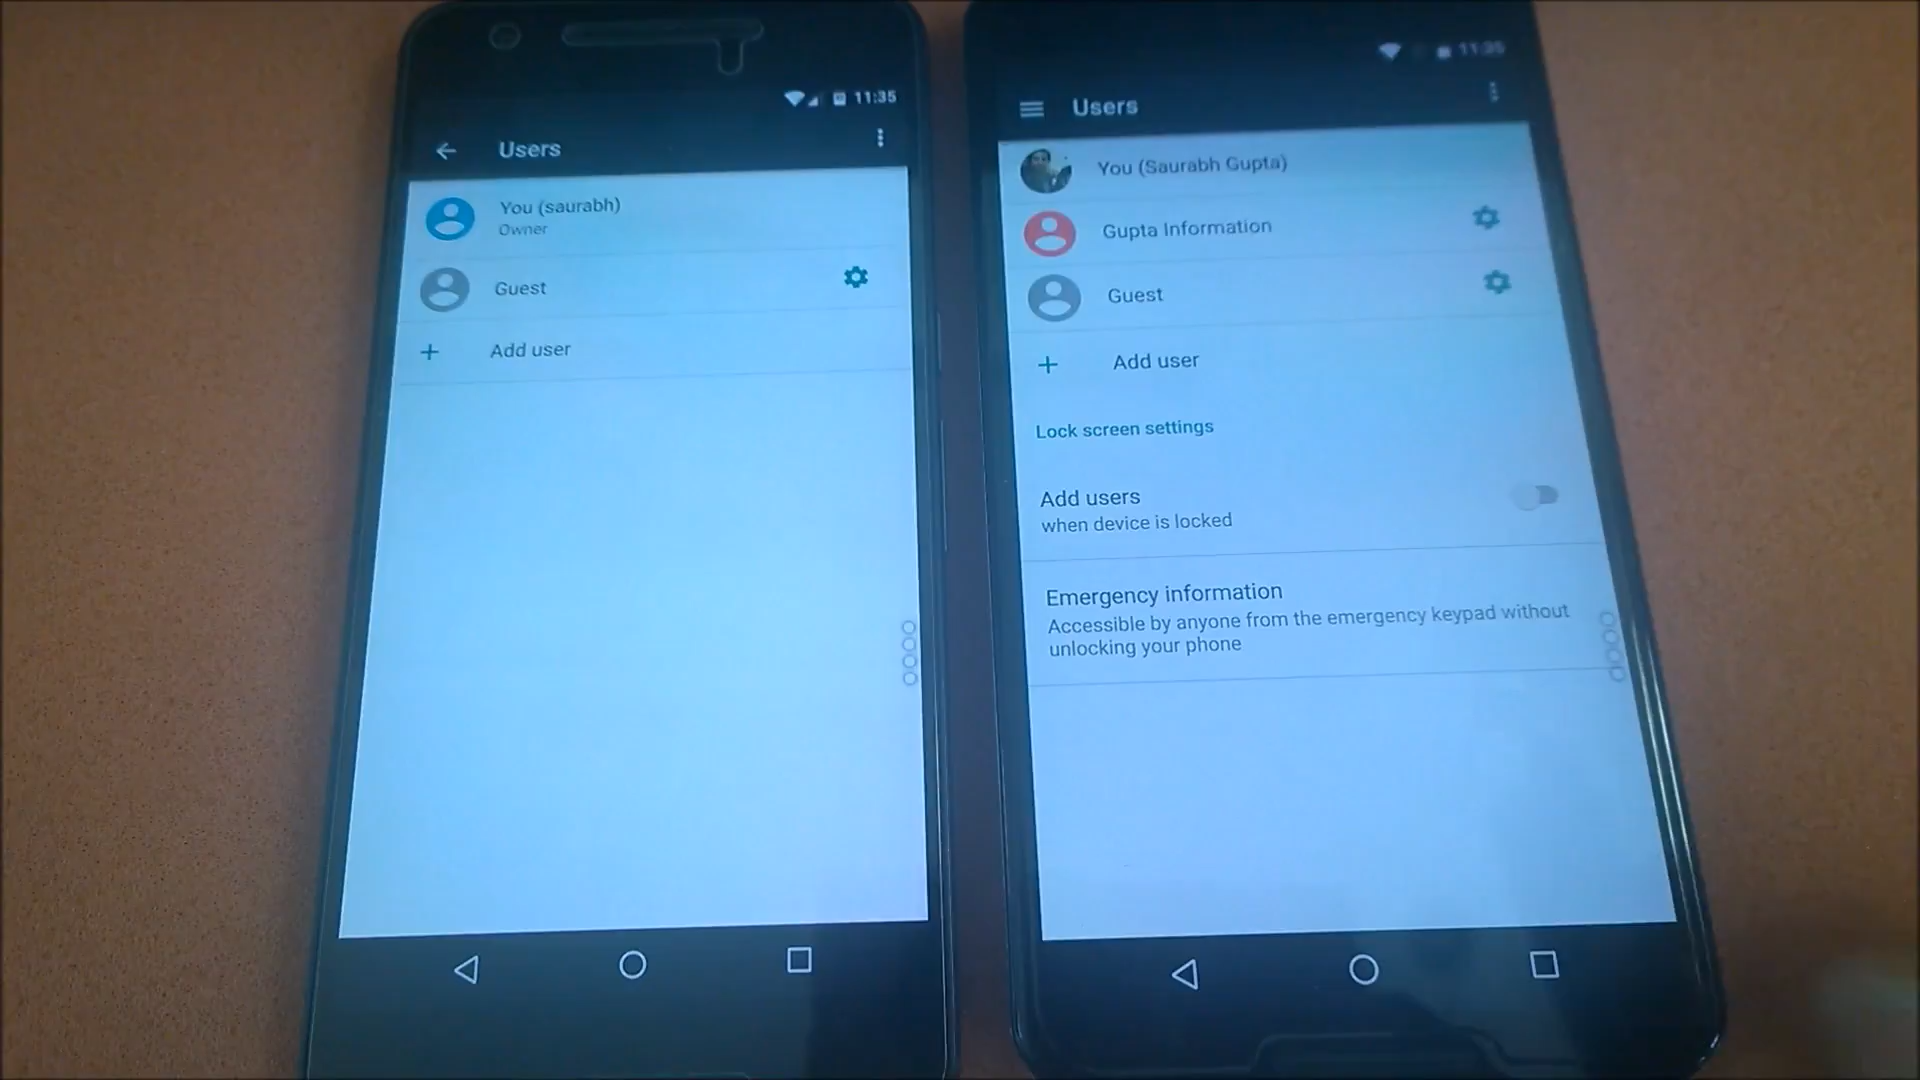 11:35
Users
You (saurabh)
Owner
Guest
Add user
11:35
Users
You (Saurabh Gupta)
Gupta Information
Guest
Add user
Lock screen settings
Add users
when device is locked
Emergency information
Accessible by anyone from the emergency keypad without
unlocking your phone